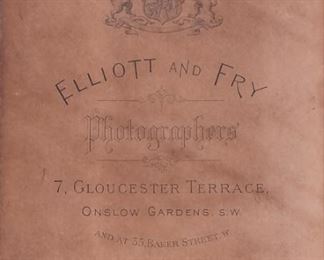 ELLIOTT AND FRY
Photographers
7, GLOUCESTER TERRACE,
ONSLOW GARDENS, S.W.
AND AT 55, BAKER STREET, W.